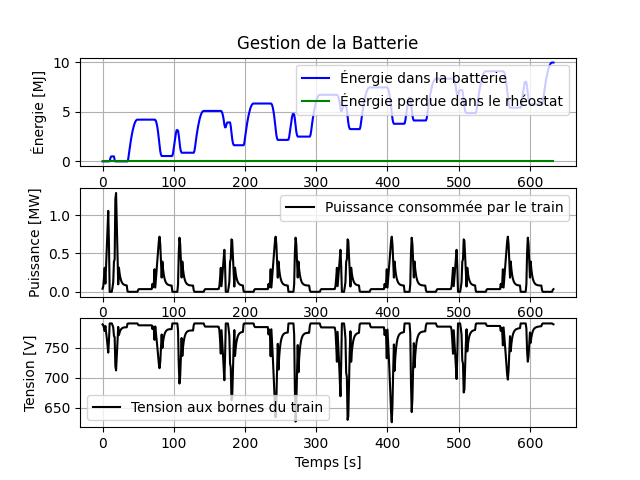 Gestion de la Batterie
10
5
0
Énergie [MJ]
Énergie dans la batterie
Énergie perdue dans le rhéostat
0 100 200 300 400 500 600
1.0
0.5
0.0
Puissance [MW]
Puissance consommée par le train
0 100 200 300 400 500 600
750
700
650
Tension [V]
Tension aux bornes du train
0 100 200 300 400 500 600
Temps [s]